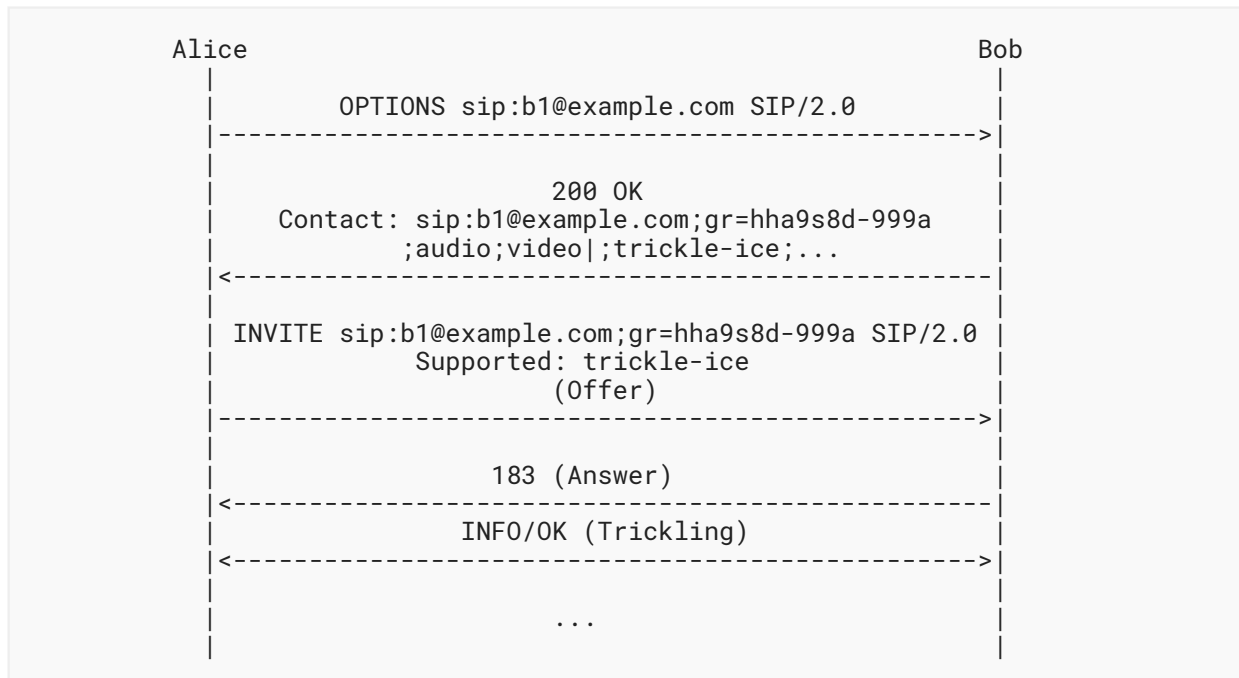 Alice Bob
OPTIONS sip:b1@example.com SIP/2.0
200 OK
Contact: sip:b1@example.com;gr=hha9s8d-999a
;audio;video|;trickle-ice;...
INVITE sip:b1@example.com;gr=hha9s8d-999a SIP/2.0
Supported: trickle-ice
(Offer)
183 (Answer)
INFO/OK (Trickling)
...